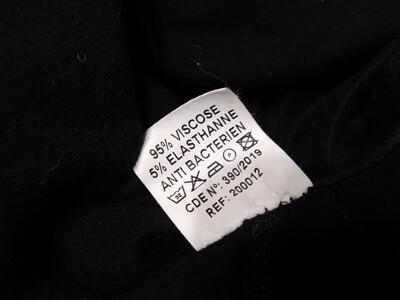 95% VISCOSE
5% ELASTHANNE
ANTI BACTERIEN
CDE N°: 390/2019
REF: 200012